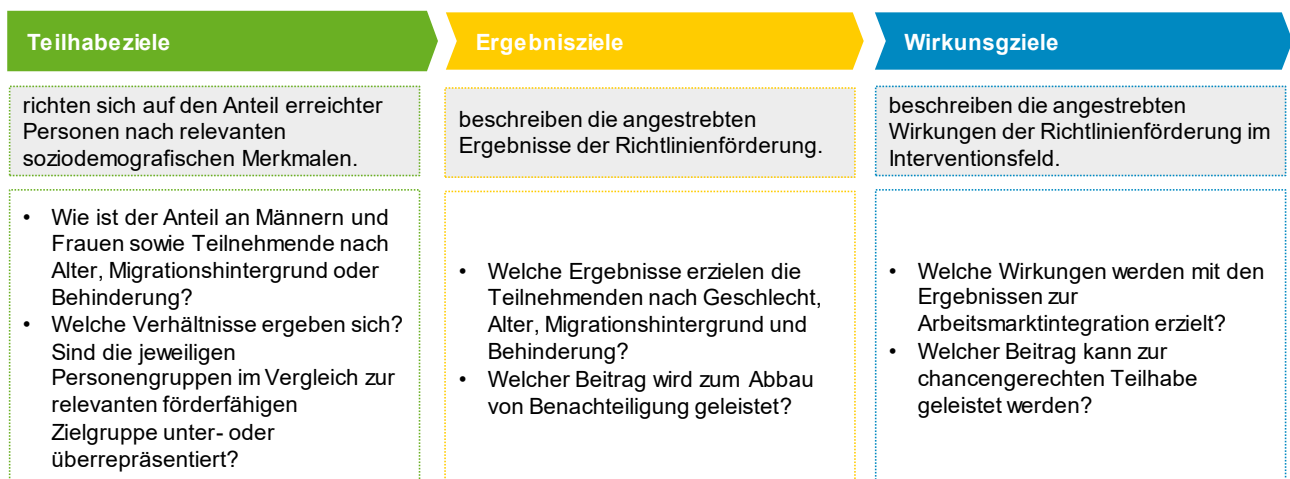 Teilhabeziele
richten sich auf den Anteil erreichter
Personen nach relevanten
soziodemografischen Merkmalen.
• Wie ist der Anteil an Männern und
Frauen sowie Teilnehmende nach
Alter, Migrationshintergrund oder
Behinderung?
• Welche Verhältnisse ergeben sich?
Sind die jeweiligen
Personengruppen im Vergleich zur
relevanten förderfähigen
Zielgruppe unter- oder
überrepräsentiert?
Ergebnisziele
beschreiben die angestrebten
Ergebnisse der Richtlinienförderung.
• Welche Ergebnisse erzielen die
Teilnehmenden nach Geschlecht,
Alter, Migrationshintergrund und
Behinderung?
• Welcher Beitrag wird zum Abbau
von Benachteiligung geleistet?
Wirkunsgziele
beschreiben die angestrebten
Wirkungen der Richtlinienförderung im
Interventionsfeld.
• Welche Wirkungen werden mit den
Ergebnissen zur
Arbeitsmarktintegration erzielt?
• Welcher Beitrag kann zur
chancengerechten Teilhabe
geleistet werden?